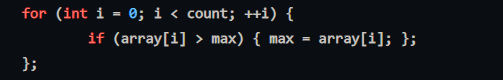 for (int i = 0; i < count; ++i) {
if (array[i] > max) { max = array[i]; };
};